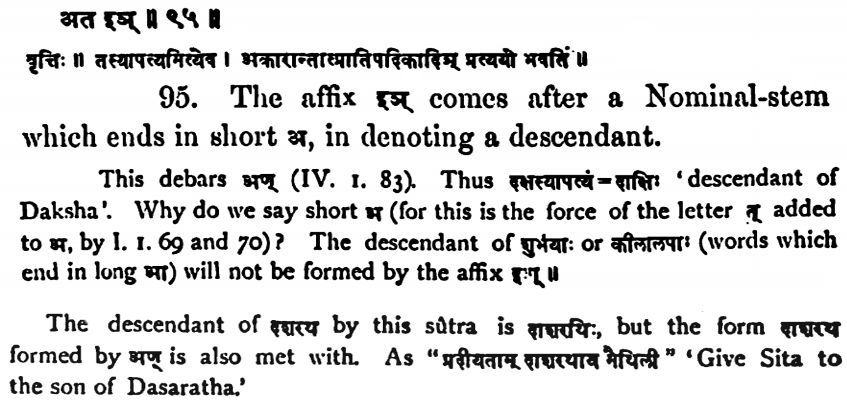 अत इञ् ॥ ९५ ॥
वृत्तिः ॥ तस्यापत्यमित्येव । अकारान्तात्प्रातिपदिकादिञ् प्रत्ययो भवति ॥
95. The affix इञ् comes after a Nominal-stem
which ends in short अ, in denoting a descendant.
This debars अण् (IV. 1. 83). Thus दक्षस्यापत्यं = दाक्षिः 'descendant of
Daksha'. Why do we say short अ (for this is the force of the letter त् added
to अ, by I. 1. 69 and 70)? The descendant of शुभंयाः or कीलालपाः (words which
end in long आ) will not be formed by the affix इञ् ॥
The descendant of दशरथ by this sûtra is दाशरथिः, but the form दाशरथ
formed by अण् is also met with. As "प्रदीयताम् दाशरथाय मैथिली" 'Give Sita to
the son of Dasaratha.'